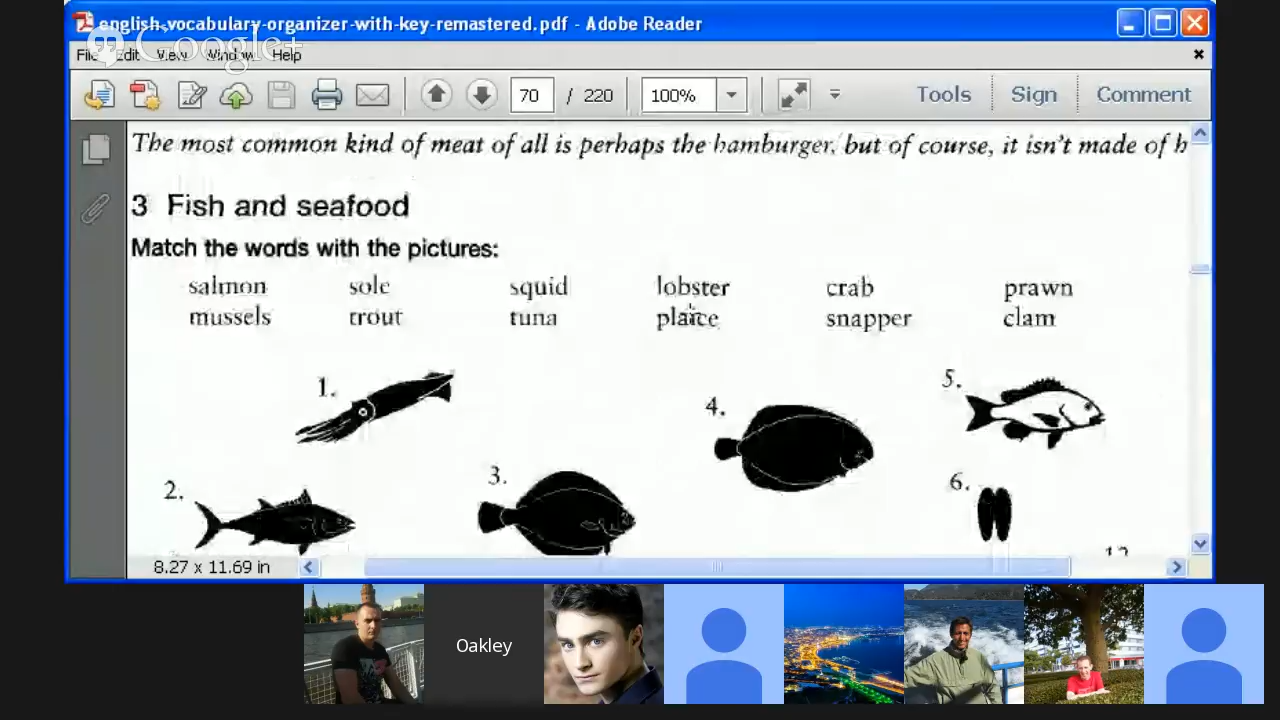 english-vocabulary-organizer-with-key-remastered.pdf - Adobe Reader
Google+
File Edit View Window Help
70 / 220 100% Tools Sign Comment
The most common kind of meat of all is perhaps the hamburger, but of course, it isn't made of h
3 Fish and seafood
Match the words with the pictures:
salmon sole squid lobster crab prawn
mussels trout tuna plaice snapper clam
1.
5.
4.
3.
6.
2.
12
8.27 x 11.69 in
Oakley